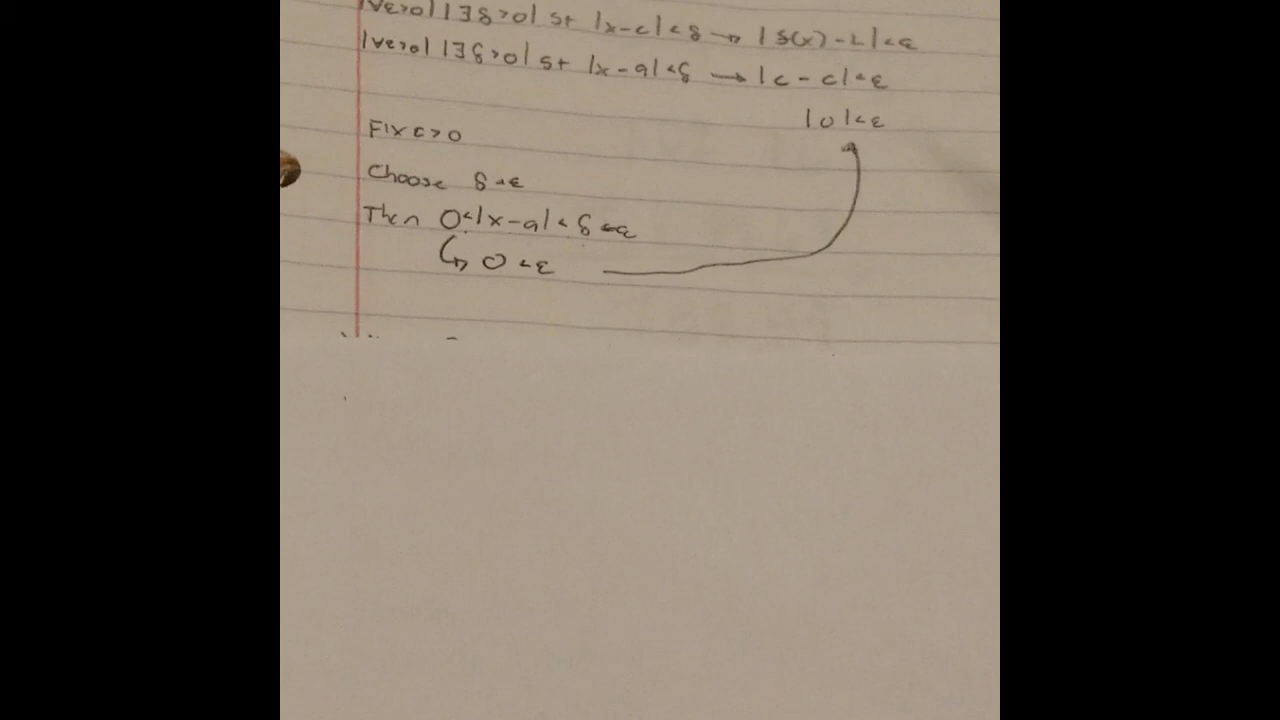 |∀ε>0| |∃δ>0| st |x-c|<δ → |f(x)-L|<ε
|∀ε>0| |∃δ>0| st |x-a|<δ → |c-c|<ε
|0|<ε
Fix ε>0
Choose δ=ε
Then 0<|x-a|<δ=ε
↳ 0<ε